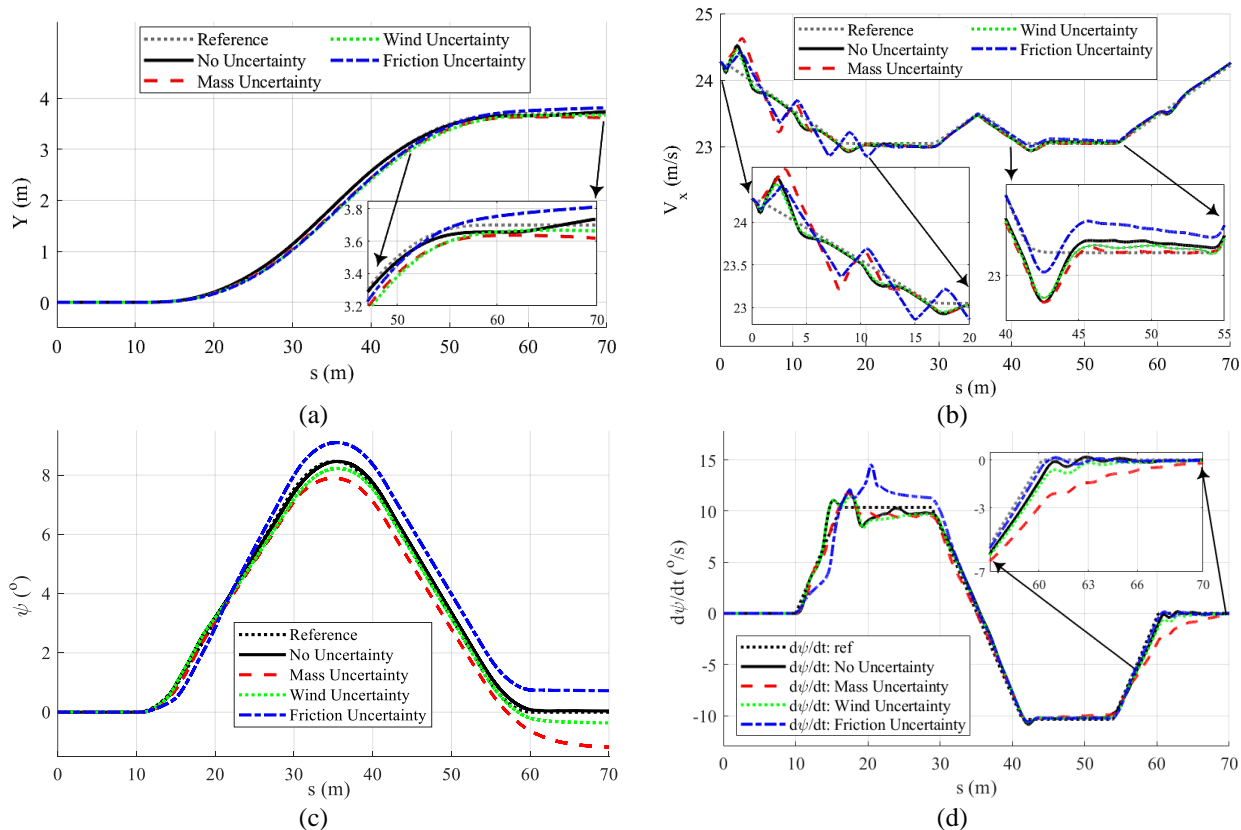 Reference
Wind Uncertainty
No Uncertainty
Friction Uncertainty
Mass Uncertainty
Y (m)
4
3
2
1
0
3.8
3.6
3.4
3.2
50
60
70
0
10
20
30
40
50
60
70
s (m)
(a)
Reference
Wind Uncertainty
No Uncertainty
Friction Uncertainty
Mass Uncertainty
V_x (m/s)
25
24
23
24
23.5
23
0
5
10
15
20
23
40
45
50
55
0
10
20
30
40
50
60
70
s (m)
(b)
ψ (°)
8
6
4
2
0
Reference
No Uncertainty
Mass Uncertainty
Wind Uncertainty
Friction Uncertainty
0
10
20
30
40
50
60
70
s (m)
(c)
dψ/dt (°/s)
15
10
5
0
-5
-10
0
-3
-7
60
63
66
70
dψ/dt: ref
dψ/dt: No Uncertainty
dψ/dt: Mass Uncertainty
dψ/dt: Wind Uncertainty
dψ/dt: Friction Uncertainty
0
10
20
30
40
50
60
70
s (m)
(d)